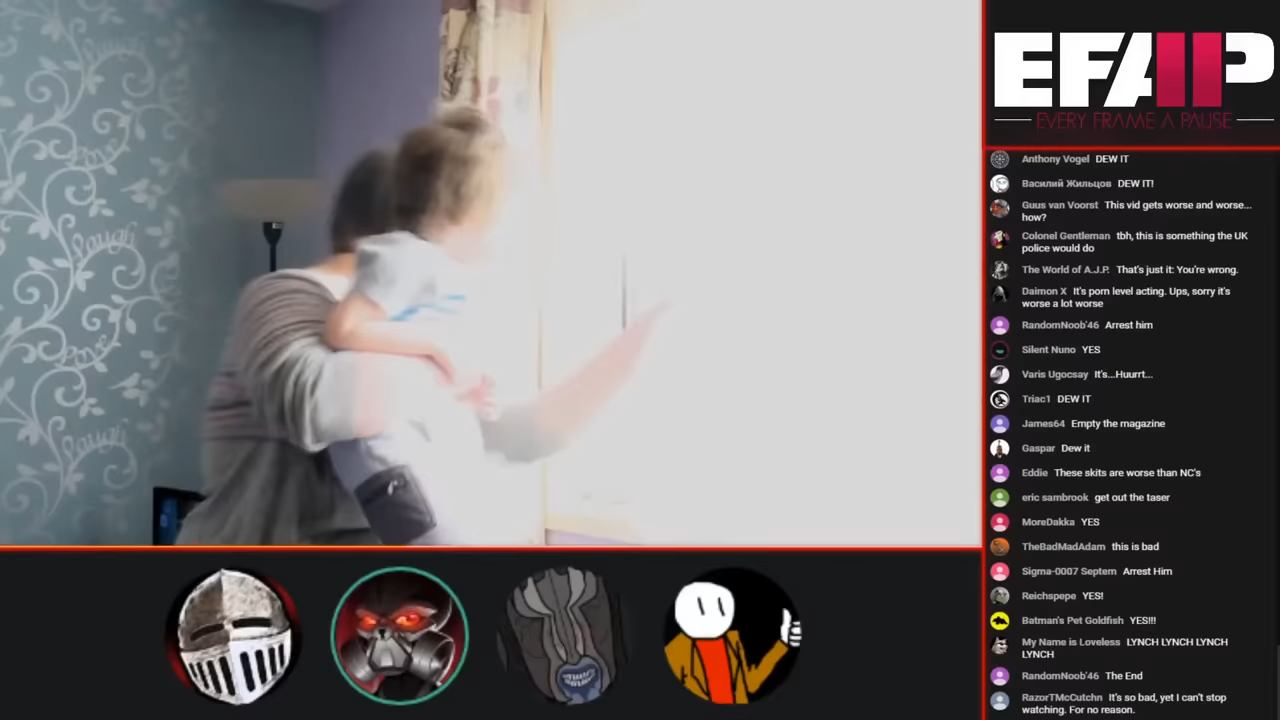 laugh
love
laugh
love
laugh
EFAP
EVERY FRAME A PAUSE
Anthony Vogel DEW IT
Василий Жильцов DEW IT!
Guus van Voorst This vid gets worse and worse...
how?
Colonel Gentleman tbh, this is something the UK
police would do
The World of A.J.P. That's just it: You're wrong.
Daimon X It's porn level acting. Ups, sorry it's
worse a lot worse
RandomNoob'46 Arrest him
Silent Nuno YES
Varis Ugocsay It's...Huurrt...
Triac1 DEW IT
James64 Empty the magazine
Gaspar Dew it
Eddie These skits are worse than NC's
eric sambrook get out the taser
MoreDakka YES
TheBadMadAdam this is bad
Sigma-0007 Septem Arrest Him
Reichspepe YES!
Batman's Pet Goldfish YES!!!
My Name is Loveless LYNCH LYNCH LYNCH
LYNCH
RandomNoob'46 The End
RazorTMcCutchn It's so bad, yet I can't stop
watching. For no reason.